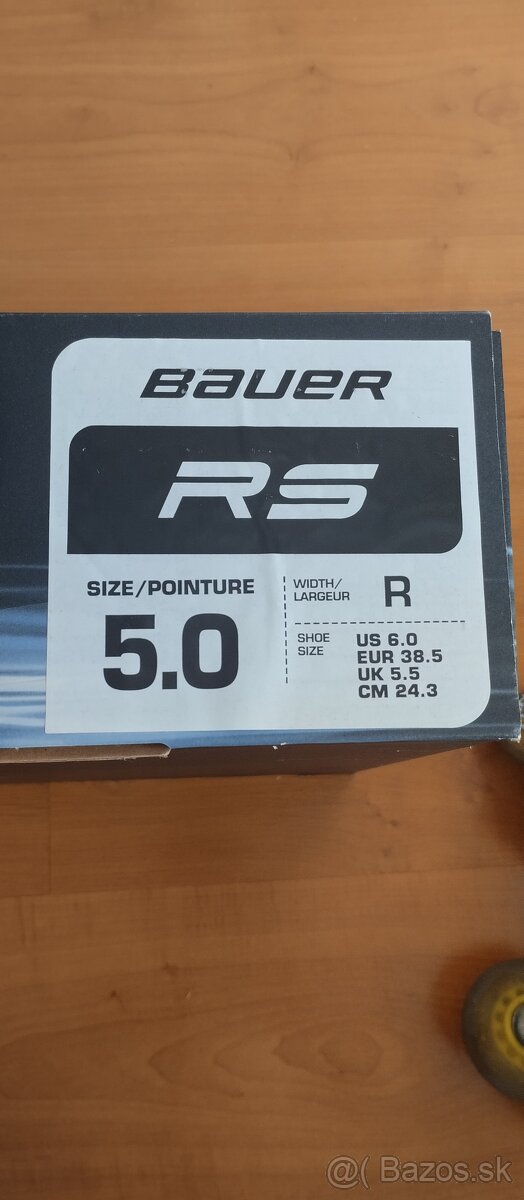 BAUER
RS
SIZE/POINTURE
5.0
WIDTH/
LARGEUR
R
SHOE
SIZE
US 6.0
EUR 38.5
UK 5.5
CM 24.3
@( Bazos.sk